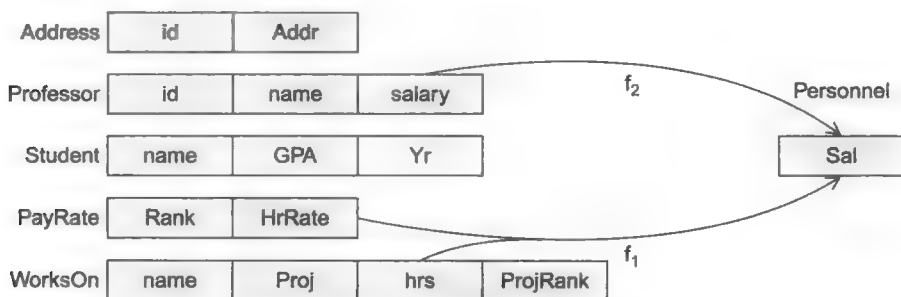 Address id Addr
Professor id name salary
f2
Personnel
Student name GPA Yr
Sal
PayRate Rank HrRate
f1
WorksOn name Proj hrs ProjRank